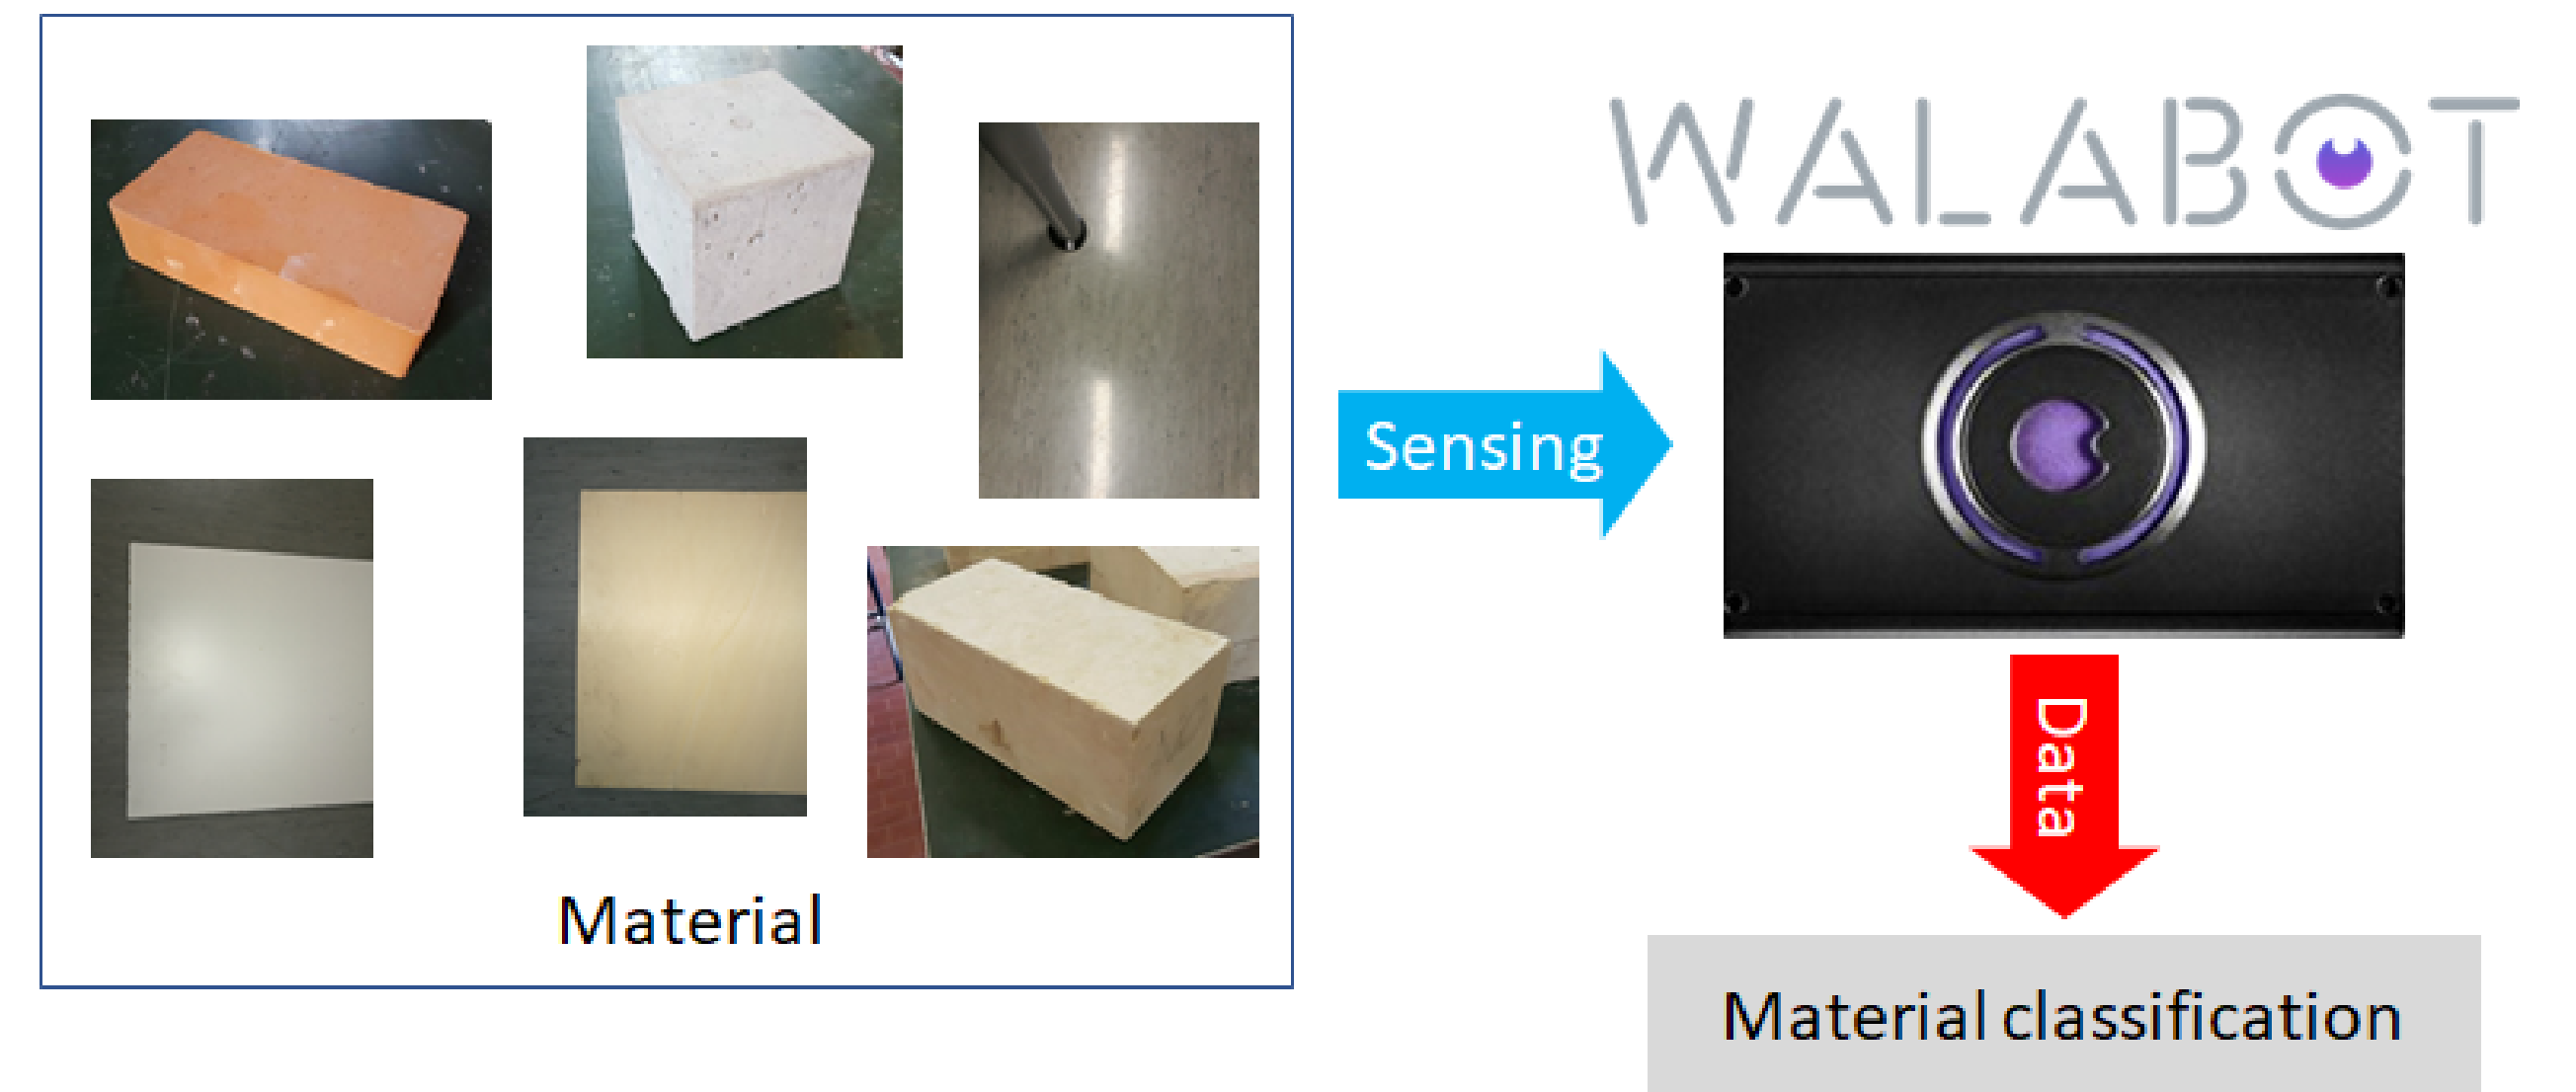 WALABOT
Sensing
Data
Material
Material classification